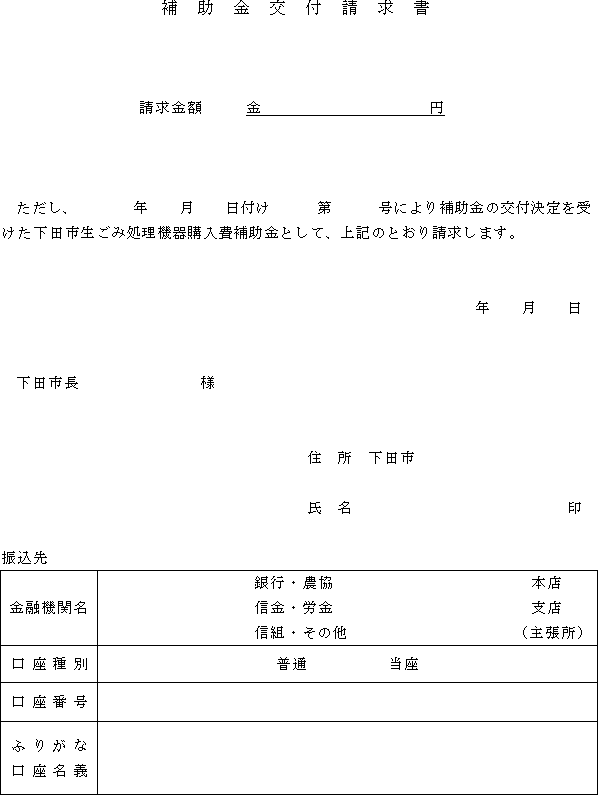 補助金交付請求書
請求金額　　金　　　　　　　　　　　円
ただし、　　　　年　　月　　日付け　　　第　　　号により補助金の交付決定を受
けた下田市生ごみ処理機器購入費補助金として、上記のとおり請求します。
年　　月　　日
下田市長　　　　　　　　様
住　所　下田市
氏　名　　　　　　　　　　　　　　印
振込先
金融機関名　　銀行・農協　　本店
信金・労金　　支店
信組・その他　　（主張所）
口座種別　　普通　　当座
口座番号
ふりがな
口座名義